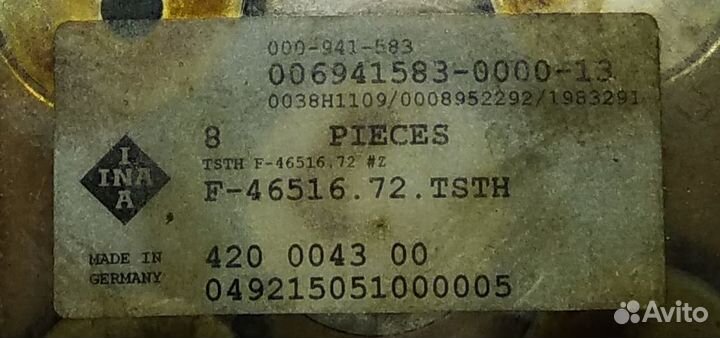 000-941-583
006941583-0000-13
0038H1109/0008952292/1983291
8 PIECES
TSTH F-46516.72 #Z
F-46516.72.TSTH
I
INA
A
MADE IN
GERMANY
420 0043 00
049215051000005
Avito